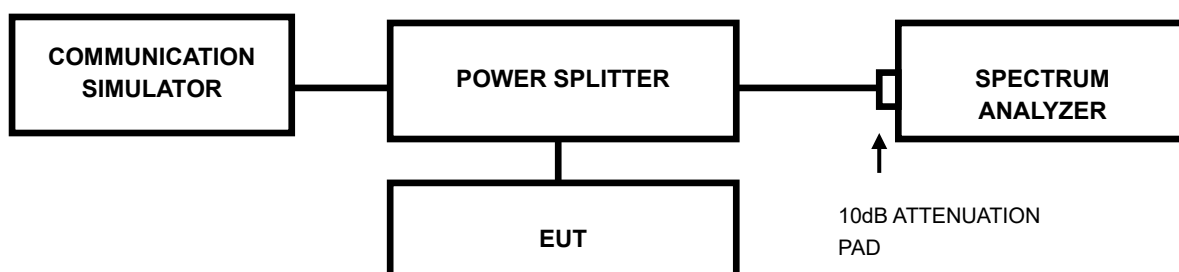 COMMUNICATION
SIMULATOR
POWER SPLITTER
SPECTRUM
ANALYZER
EUT
10dB ATTENUATION
PAD